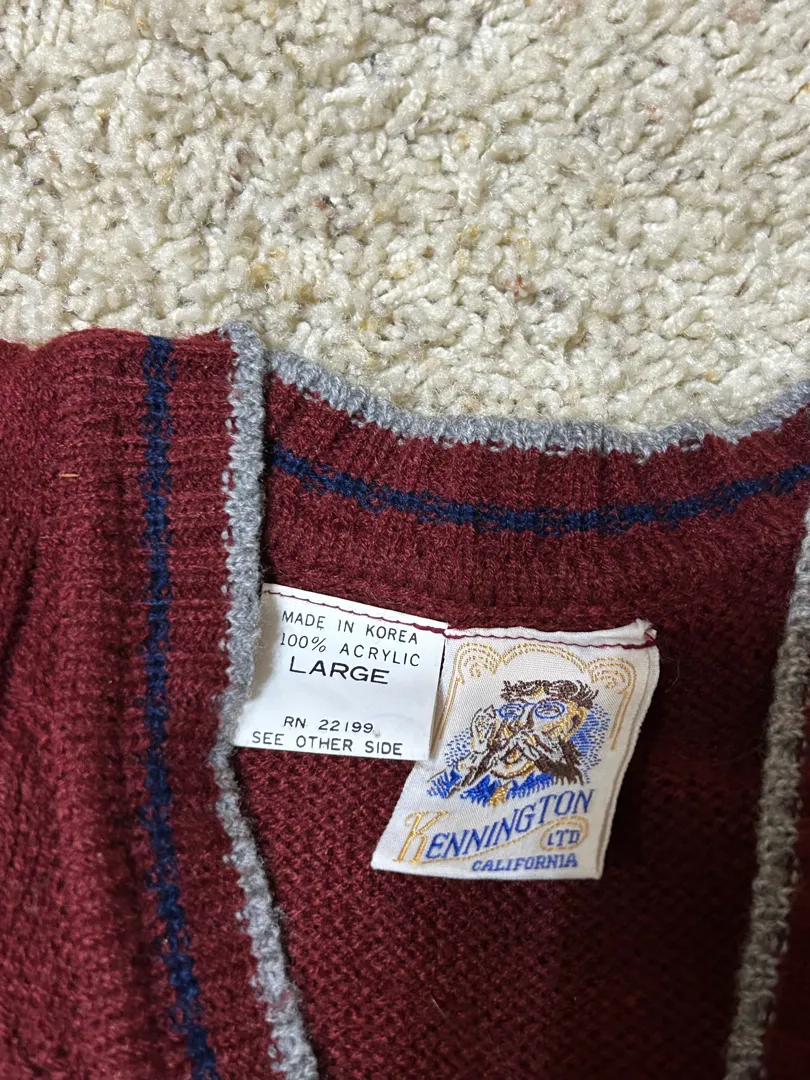 MADE IN KOREA
100% ACRYLIC
LARGE
RN 22199
SEE OTHER SIDE
KENNINGTON
LTD
CALIFORNIA